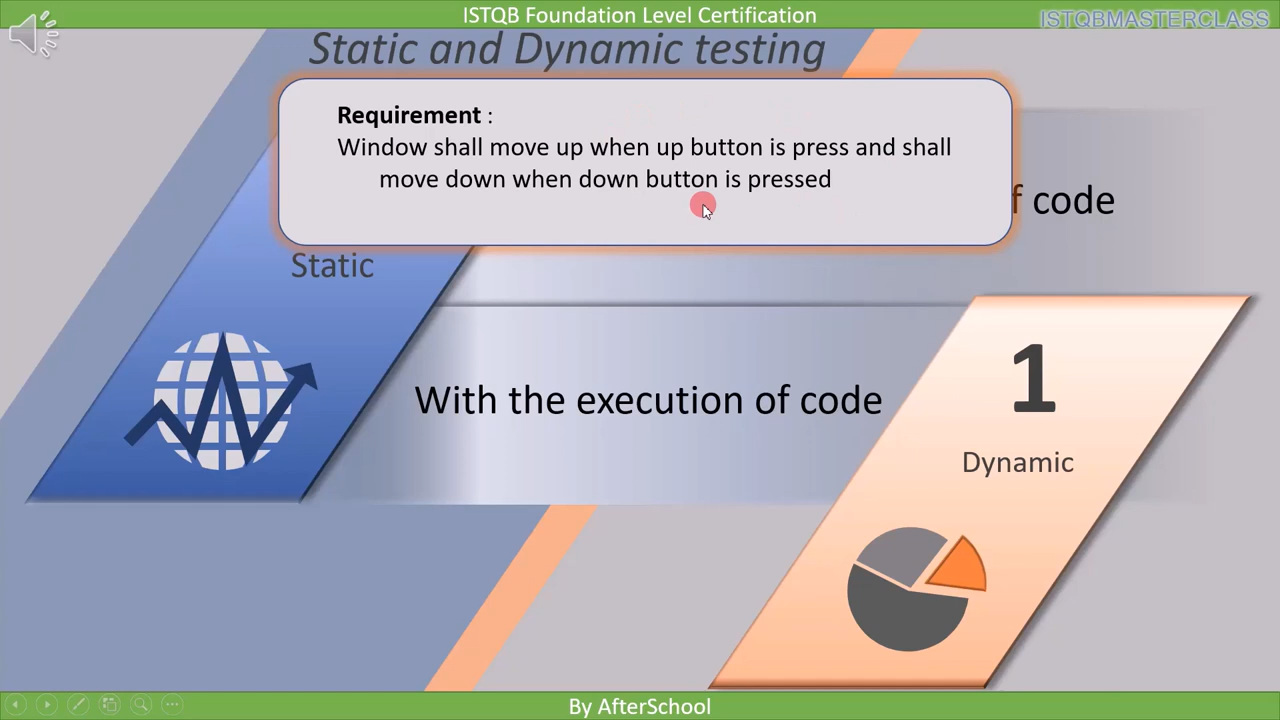 ISTQB Foundation Level Certification
ISTQBMASTERCLASS
Static and Dynamic testing
Requirement :
Window shall move up when up button is press and shall
move down when down button is pressed
of code
Static
With the execution of code
1
Dynamic
By AfterSchool